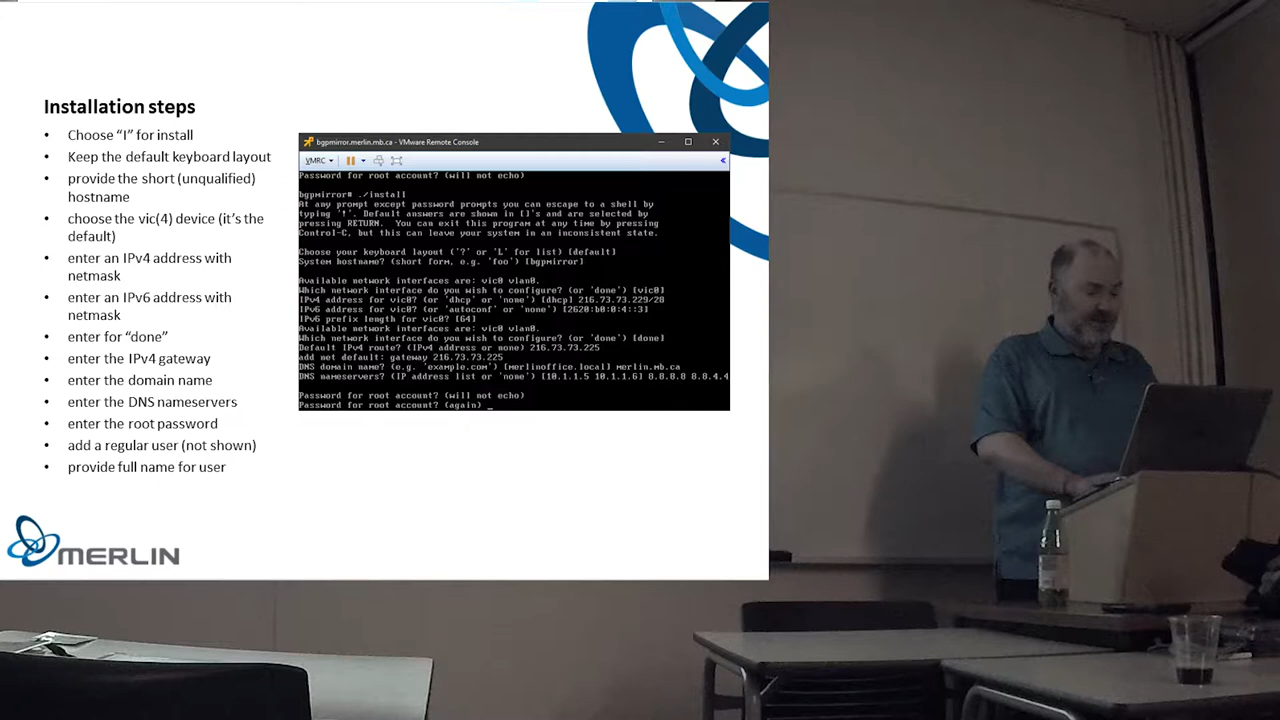 Installation steps
• Choose “I” for install
• Keep the default keyboard layout
• provide the short (unqualified)
hostname
• choose the vic(4) device (it’s the
default)
• enter an IPv4 address with
netmask
• enter an IPv6 address with
netmask
• enter for “done”
• enter the IPv4 gateway
• enter the domain name
• enter the DNS nameservers
• enter the root password
• add a regular user (not shown)
• provide full name for user
bgpmirror.merlin.mb.ca - VMware Remote Console
VMRC
Password for root account? (will not echo)
bgpmirror# ./install
At any prompt except password prompts you can escape to a shell by
typing '!'. Default answers are shown in []'s and are selected by
pressing RETURN. You can exit this program at any time by pressing
Control-C, but this can leave your system in an inconsistent state.
Choose your keyboard layout ('?' or 'L' for list) [default]
System hostname? (short form, e.g. 'foo') [bgpmirror]
Available network interfaces are: vic0 vlan0.
Which network interface do you wish to configure? (or 'done') [vic0]
IPv4 address for vic0? (or 'dhcp' or 'none') [dhcp] 216.73.73.229/28
IPv6 address for vic0? (or 'autoconf' or 'none') [2620:b0:0:4::3]
IPv6 prefix length for vic0? [64]
Available network interfaces are: vic0 vlan0.
Which network interface do you wish to configure? (or 'done') [done]
Default IPv4 route? (IPv4 address or none) 216.73.73.225
add net default: gateway 216.73.73.225
DNS domain name? (e.g. 'example.com') [merlinoffice.local] merlin.mb.ca
DNS nameservers? (IP address list or 'none') [10.1.1.5 10.1.1.6] 8.8.8.8 8.8.4.4
Password for root account? (will not echo)
Password for root account? (again) _
MERLIN